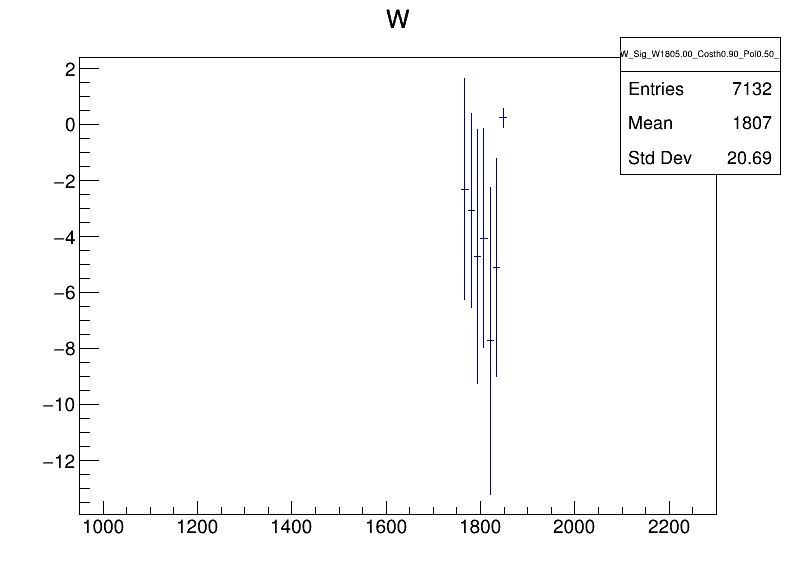 W
W_Sig_W1805.00_Costh0.90_Pol0.50_
Entries 7132
Mean 1807
Std Dev 20.69
2
0
−2
−4
−6
−8
−10
−12
1000 1200 1400 1600 1800 2000 2200